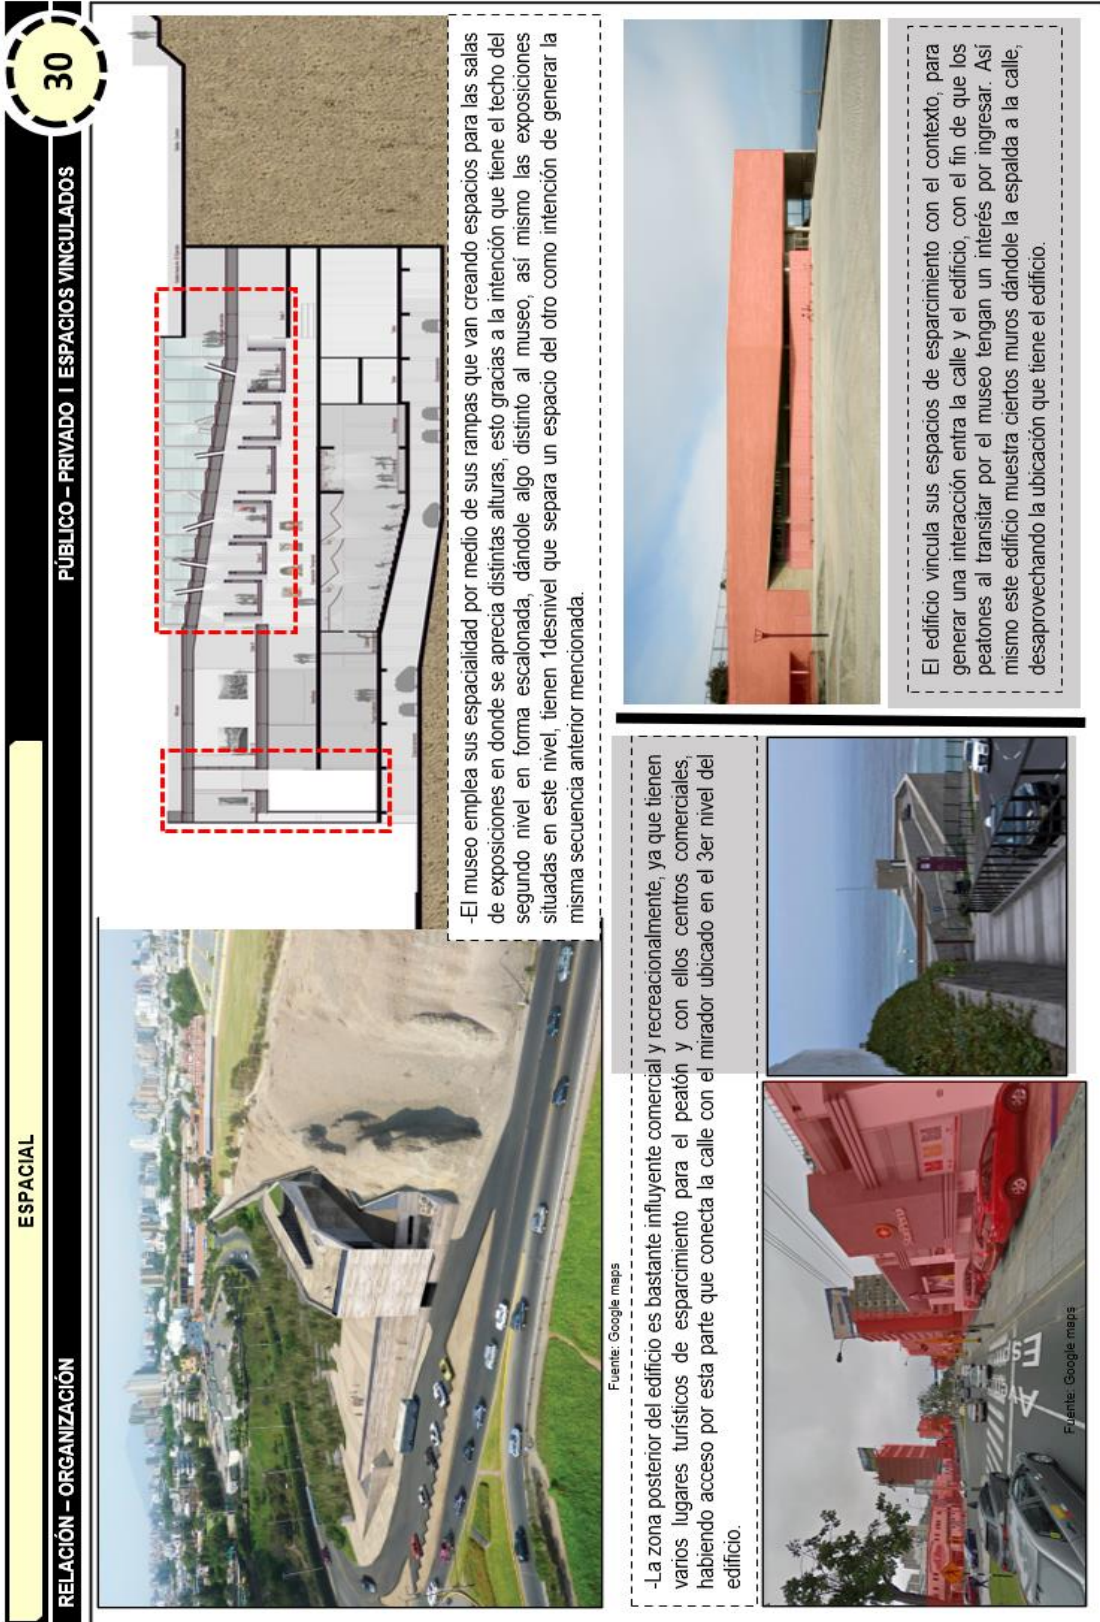 ESPACIAL
30
RELACIÓN – ORGANIZACIÓN
PÚBLICO – PRIVADO I ESPACIOS VINCULADOS
-El museo emplea sus espacialidad por medio de sus rampas que van creando espacios para las salas
de exposiciones en donde se aprecia distintas alturas, esto gracias a la intención que tiene el techo del
segundo nivel en forma escalonada, dándole algo distinto al museo, así mismo las exposiciones
situadas en este nivel, tienen 1desnivel que separa un espacio del otro como intención de generar la
misma secuencia anterior mencionada.
Fuente: Google maps
-La zona posterior del edificio es bastante influyente comercial y recreacionalmente, ya que tienen
varios lugares turísticos de esparcimiento para el peatón y con ellos centros comerciales,
habiendo acceso por esta parte que conecta la calle con el mirador ubicado en el 3er nivel del
edificio.
Fuente: Google maps
El edificio vincula sus espacios de esparcimiento con el contexto, para
generar una interacción entra la calle y el edificio, con el fin de que los
peatones al transitar por el museo tengan un interés por ingresar. Así
mismo este edificio muestra ciertos muros dándole la espalda a la calle,
desaprovechando la ubicación que tiene el edificio.